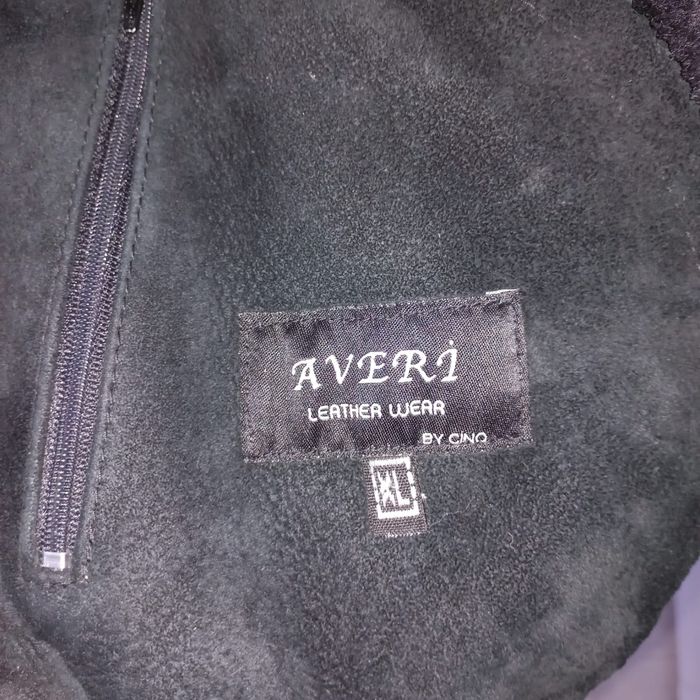 AVERİ
LEATHER WEAR
BY CINQ
XL